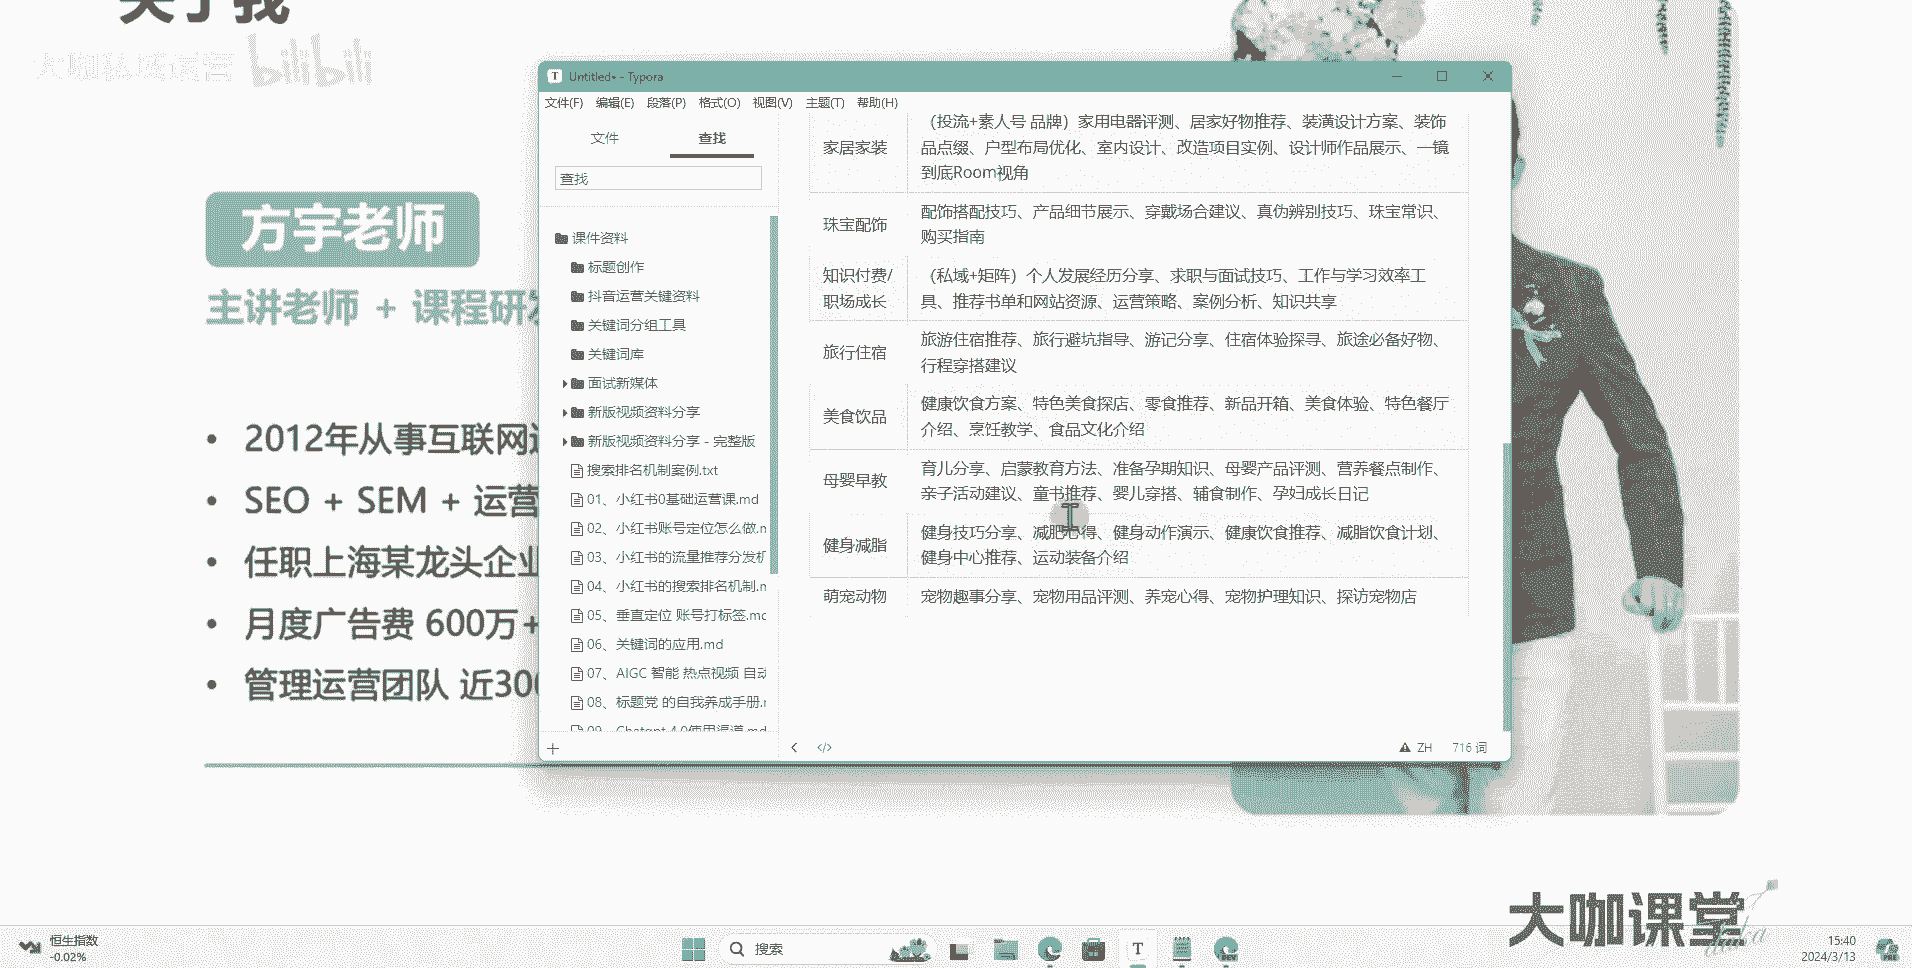 关于我
大咖私域运营 bilibili
方宇老师
主讲老师 + 课程研发
2012年从事互联网运
SEO + SEM + 运营
任职上海某龙头企业
月度广告费 600万+
管理运营团队 近300
Untitled• - Typora
文件(F) 编辑(E) 段落(P) 格式(O) 视图(V) 主题(T) 帮助(H)
文件 查找
查找
课件资料
标题创作
抖音运营关键资料
关键词分组工具
关键词库
面试新媒体
新版视频资料分享
新版视频资料分享 - 完整版
搜索排名机制案例.txt
01、小红书0基础运营课.md
02、小红书账号定位怎么做.m
03、小红书的流量推荐分发机
04、小红书的搜索排名机制.m
05、垂直定位 账号打标签.mc
06、关键词的应用.md
07、AIGC 智能 热点视频 自动
08、标题党 的自我养成手册.r
09、Chatgpt 4.0使用渠道.md
家居家装
（投流+素人号 品牌）家用电器评测、居家好物推荐、装潢设计方案、装饰
品点缀、户型布局优化、室内设计、改造项目实例、设计师作品展示、一镜
到底Room视角
珠宝配饰
配饰搭配技巧、产品细节展示、穿戴场合建议、真伪辨别技巧、珠宝常识、
购买指南
知识付费/
职场成长
（私域+矩阵）个人发展经历分享、求职与面试技巧、工作与学习效率工
具、推荐书单和网站资源、运营策略、案例分析、知识共享
旅行住宿
旅游住宿推荐、旅行避坑指导、游记分享、住宿体验探寻、旅途必备好物、
行程穿搭建议
美食饮品
健康饮食方案、特色美食探店、零食推荐、新品开箱、美食体验、特色餐厅
介绍、烹饪教学、食品文化介绍
母婴早教
育儿分享、启蒙教育方法、准备孕期知识、母婴产品评测、营养餐点制作、
亲子活动建议、童书推荐、婴儿穿搭、辅食制作、孕妇成长日记
健身减脂
健身技巧分享、减肥心得、健身动作演示、健康饮食推荐、减脂饮食计划、
健身中心推荐、运动装备介绍
萌宠动物
宠物趣事分享、宠物用品评测、养宠心得、宠物护理知识、探访宠物店
ZH 716 词
大咖课堂
daka
恒生指数
-0.02%
搜索
DEV
15:40
2024/3/13
PRE